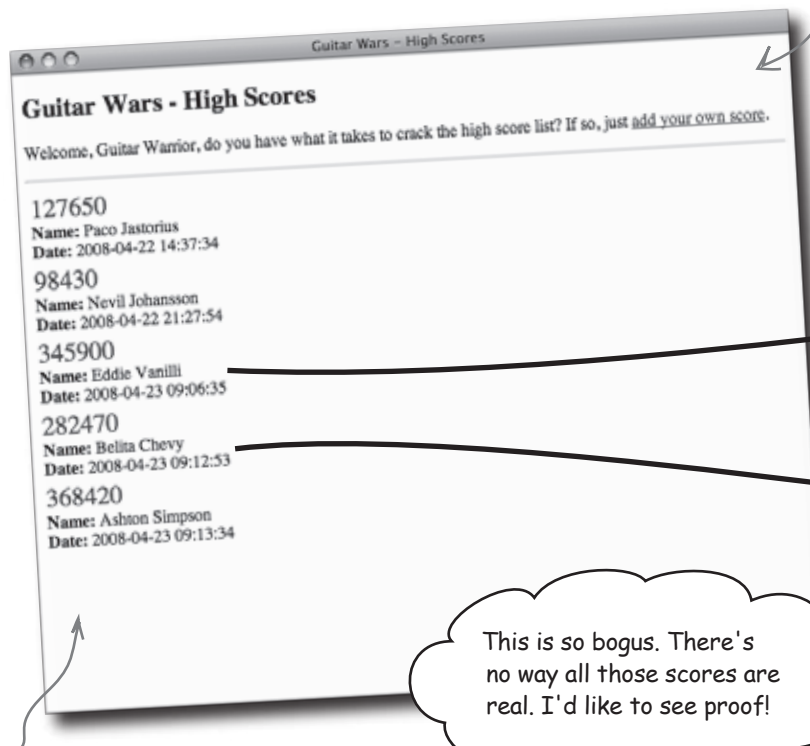 Guitar Wars - High Scores
Guitar Wars - High Scores
Welcome, Guitar Warrior, do you have what it takes to crack the high score list? If so, just add your own score.
127650
Name: Paco Jastorius
Date: 2008-04-22 14:37:34
98430
Name: Nevil Johansson
Date: 2008-04-22 21:27:54
345900
Name: Eddie Vanilli
Date: 2008-04-23 09:06:35
282470
Name: Belita Chevy
Date: 2008-04-23 09:12:53
368420
Name: Ashton Simpson
Date: 2008-04-23 09:13:34
This is so bogus. There's
no way all those scores are
real. I'd like to see proof!